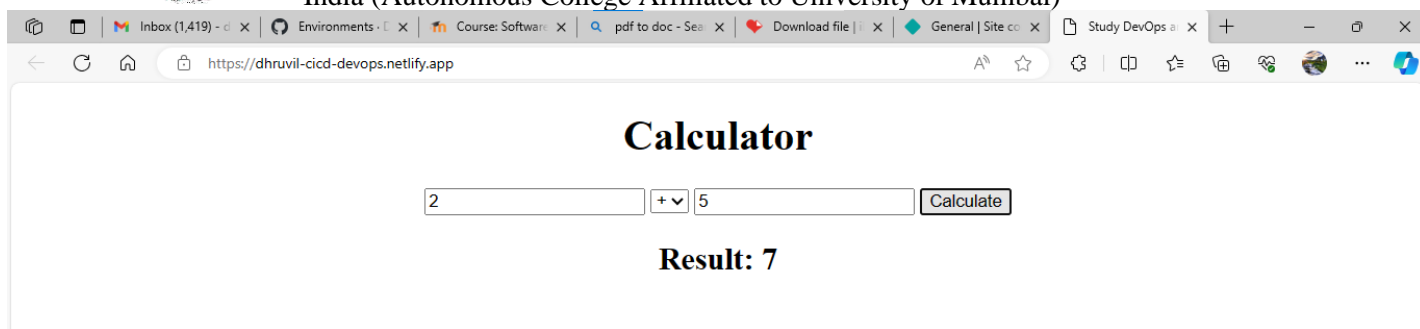 India (Autonomous College Affiliated to University of Mumbai)
Inbox (1,419) - d Environments · D Course: Software pdf to doc - Sea Download file | i General | Site co Study DevOps a
https://dhruvil-cicd-devops.netlify.app
Calculator
2 + 5 Calculate
Result: 7